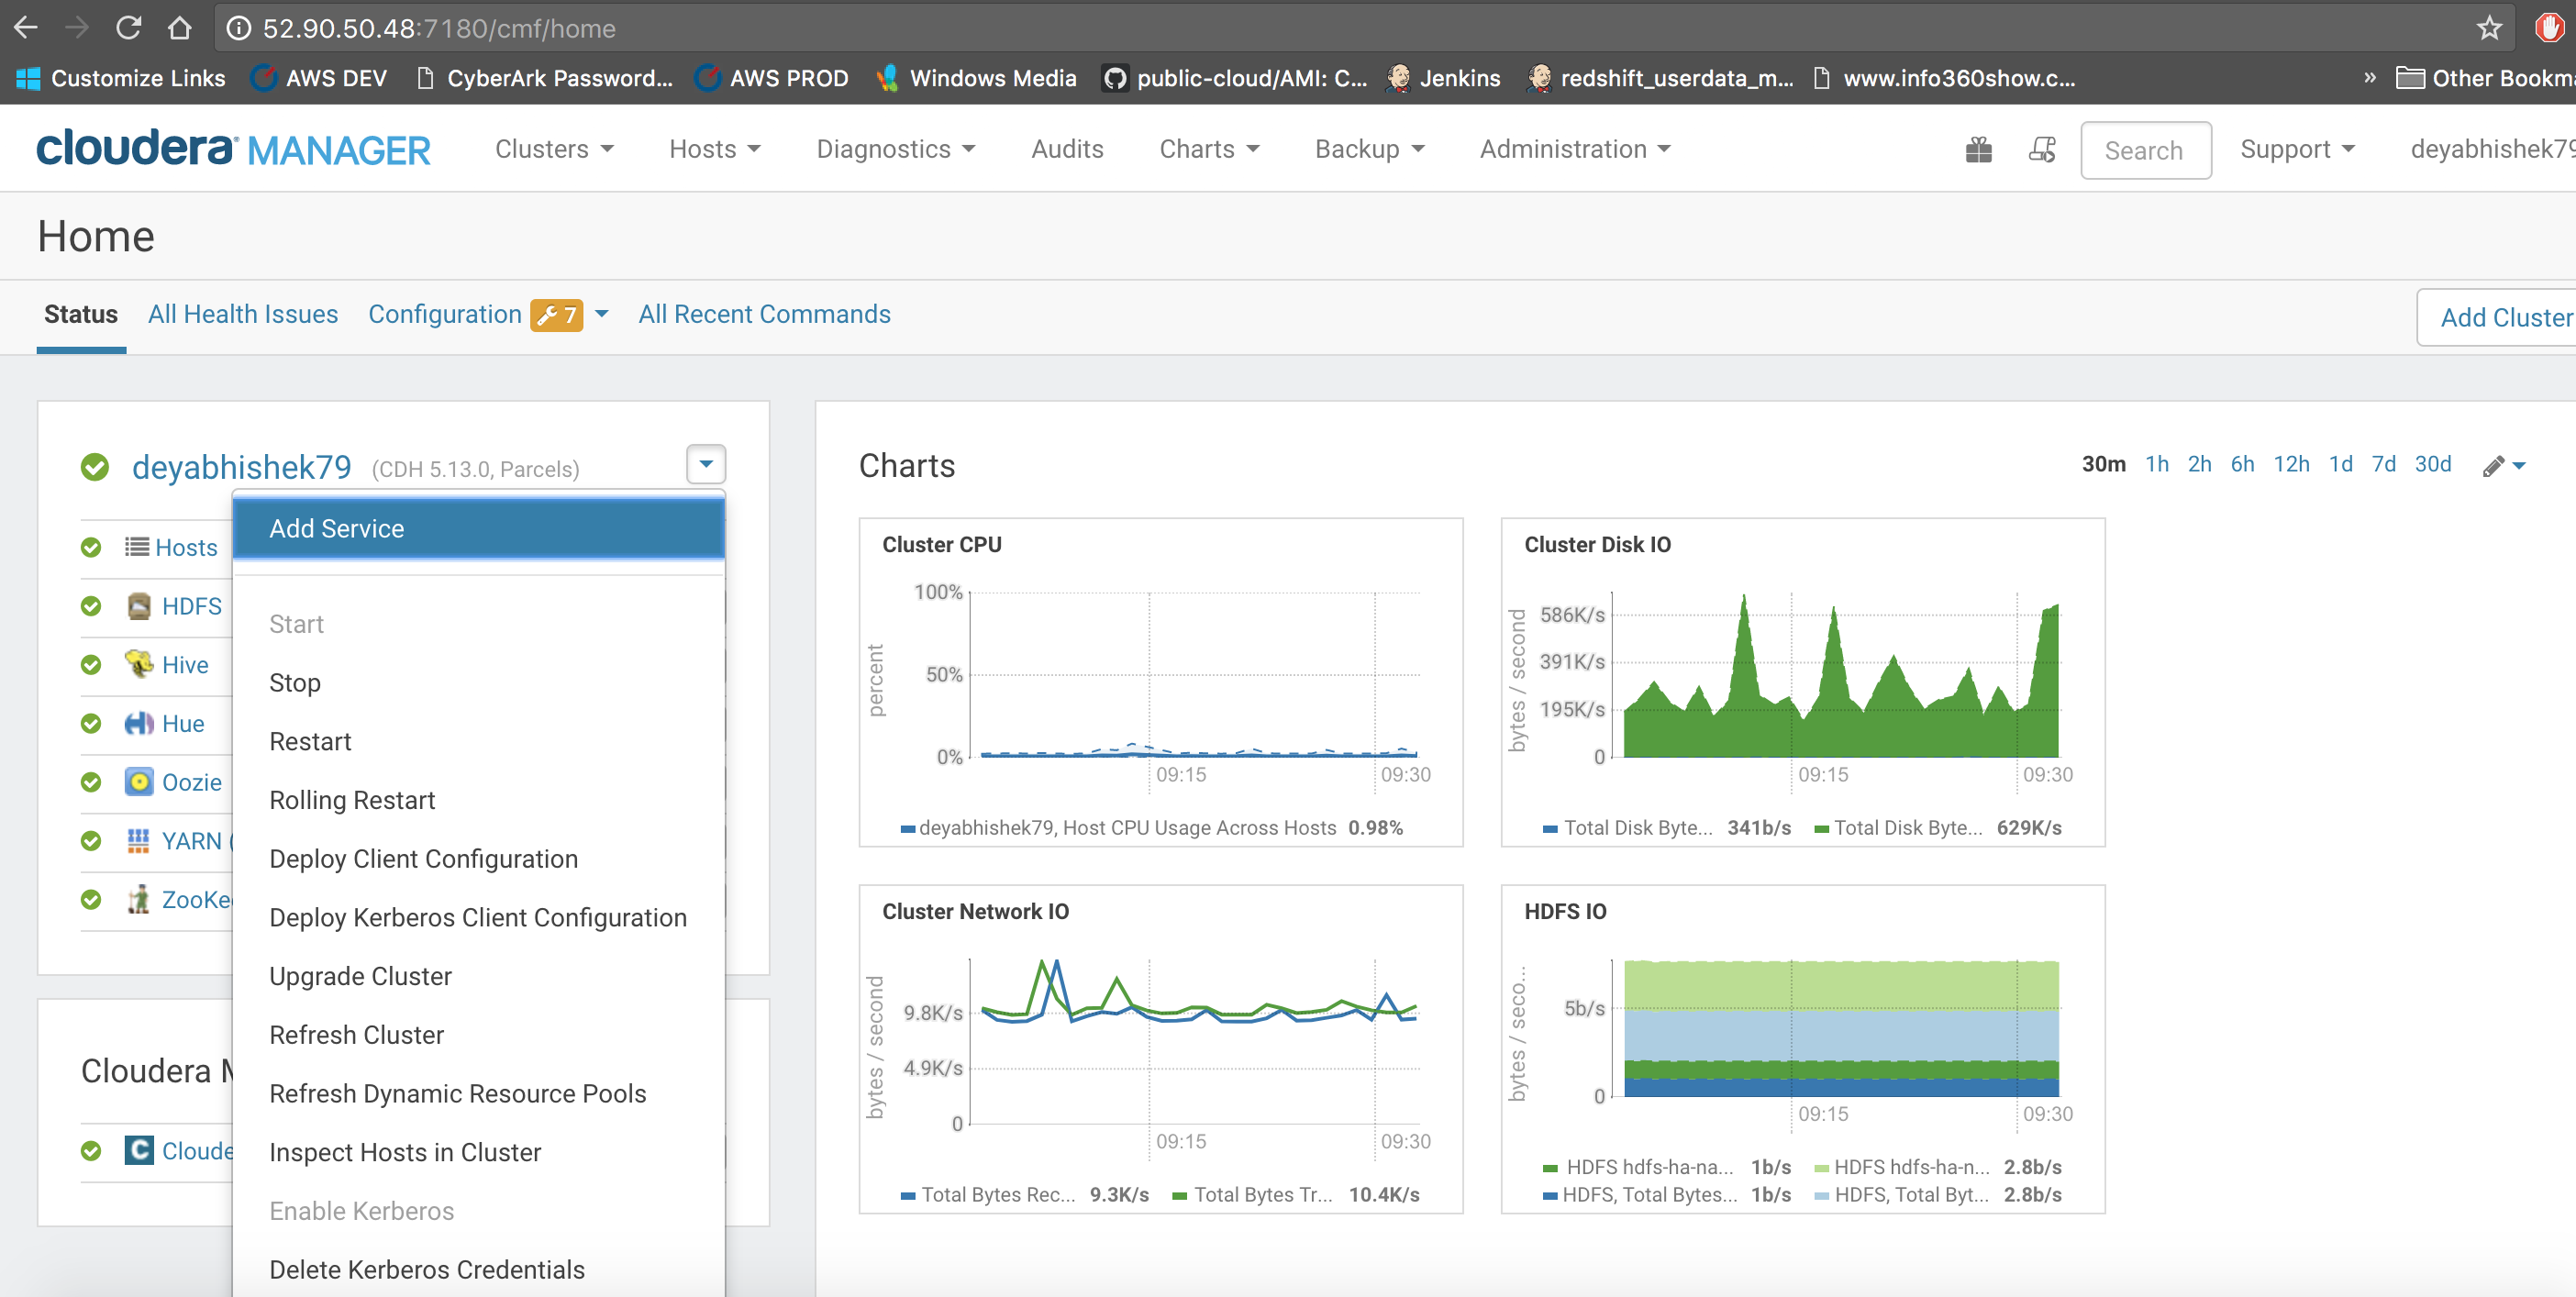 52.90.50.48:7180/cmf/home
Customize Links AWS DEV CyberArk Password... AWS PROD Windows Media public-cloud/AMI: C... Jenkins redshift_userdata_m... www.info360show.c... » Other Bookma
cloudera MANAGER Clusters Hosts Diagnostics Audits Charts Backup Administration Search Support deyabhishek79
Home
Status All Health Issues Configuration 7 All Recent Commands Add Cluster
deyabhishek79 (CDH 5.13.0, Parcels)
Add Service
Hosts
HDFS
Hive
Hue
Oozie
YARN (
ZooKee
Start
Stop
Restart
Rolling Restart
Deploy Client Configuration
Deploy Kerberos Client Configuration
Upgrade Cluster
Refresh Cluster
Refresh Dynamic Resource Pools
Inspect Hosts in Cluster
Enable Kerberos
Delete Kerberos Credentials
Cloudera M
C Cloude
Charts
30m 1h 2h 6h 12h 1d 7d 30d
Cluster CPU
percent
100%
50%
0%
09:15 09:30
deyabhishek79, Host CPU Usage Across Hosts 0.98%
Cluster Disk IO
bytes / second
586K/s
391K/s
195K/s
0
09:15 09:30
Total Disk Byte... 341b/s Total Disk Byte... 629K/s
Cluster Network IO
bytes / second
9.8K/s
4.9K/s
0
09:15 09:30
Total Bytes Rec... 9.3K/s Total Bytes Tr... 10.4K/s
HDFS IO
bytes / seco...
5b/s
0
09:15 09:30
HDFS hdfs-ha-na... 1b/s HDFS hdfs-ha-n... 2.8b/s
HDFS, Total Bytes... 1b/s HDFS, Total Byt... 2.8b/s